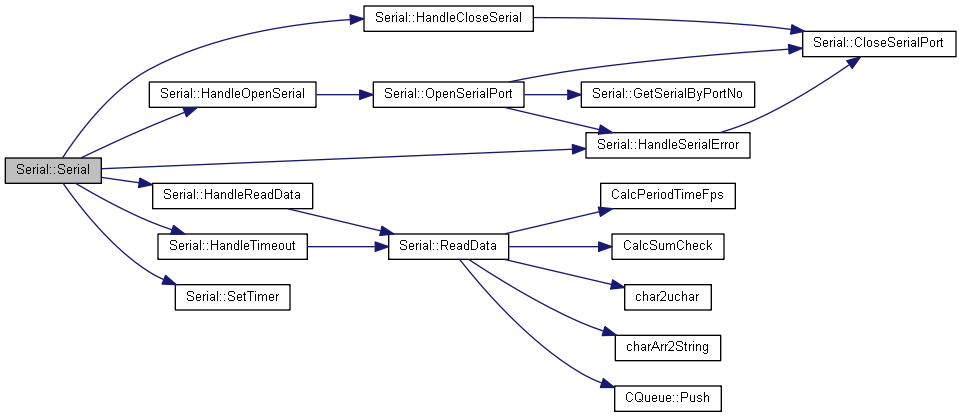 Serial::HandleCloseSerial
Serial::CloseSerialPort
Serial::HandleOpenSerial
Serial::OpenSerialPort
Serial::GetSerialByPortNo
Serial::HandleSerialError
Serial::Serial
Serial::HandleReadData
CalcPeriodTimeFps
Serial::HandleTimeout
Serial::ReadData
CalcSumCheck
Serial::SetTimer
char2uchar
charArr2String
CQueue::Push